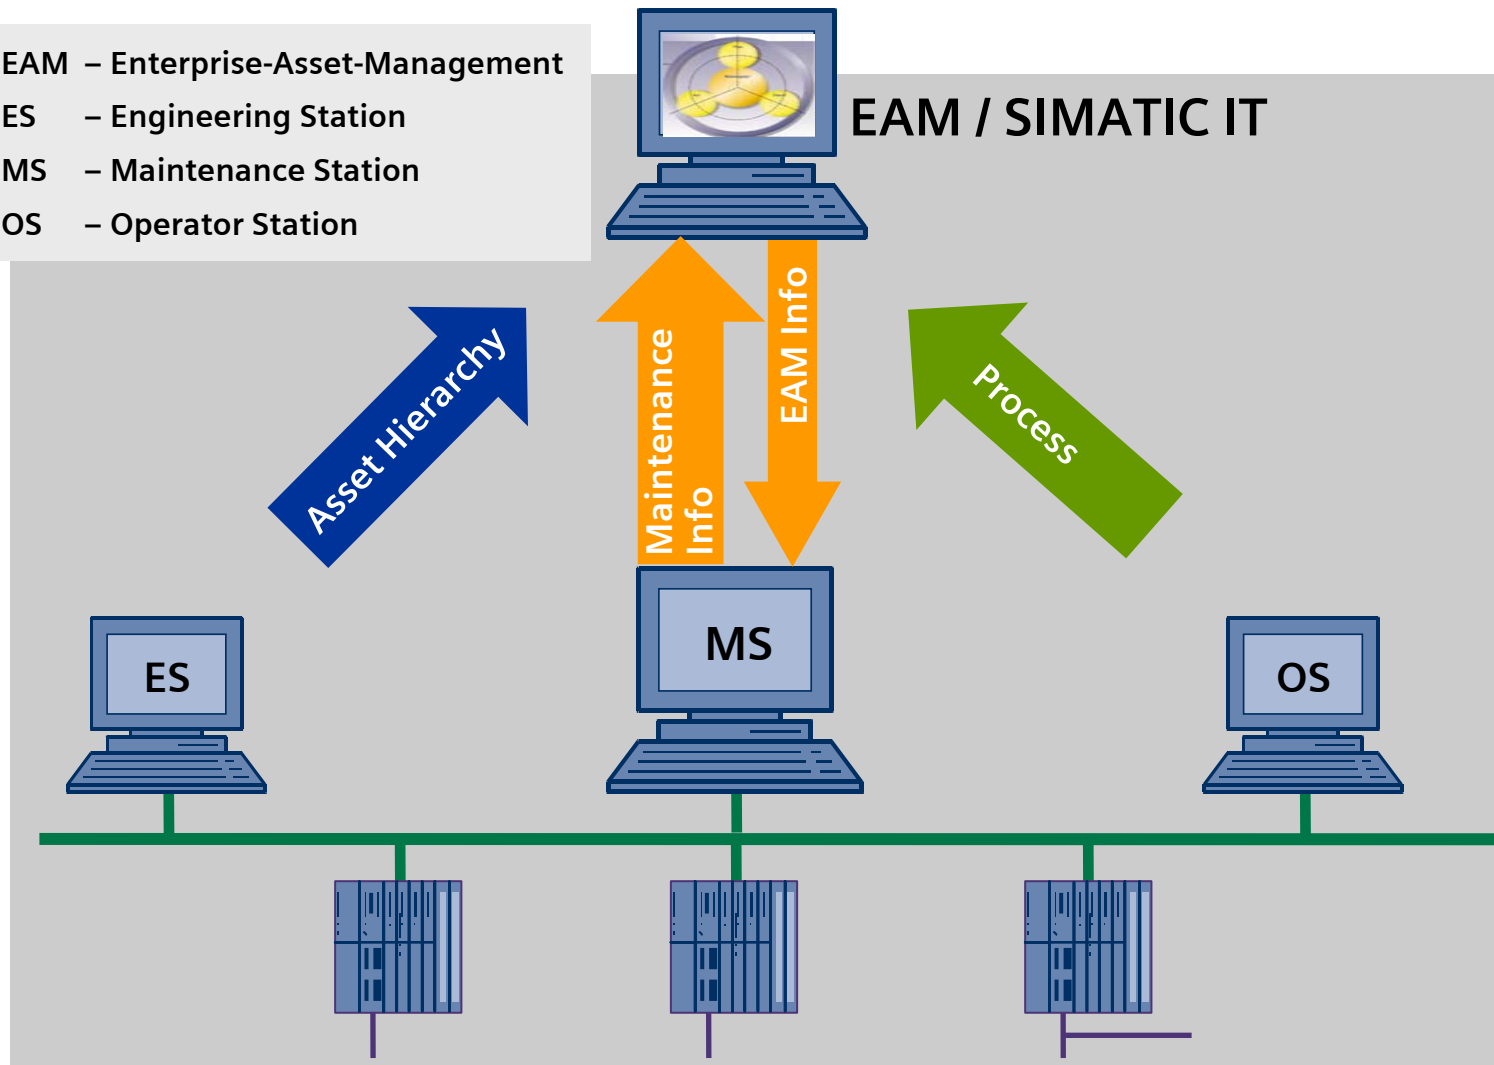 EAM – Enterprise-Asset-Management
ES – Engineering Station
MS – Maintenance Station
OS – Operator Station
EAM / SIMATIC IT
Asset Hierarchy
Maintenance
Info
EAM Info
Process
ES
MS
OS